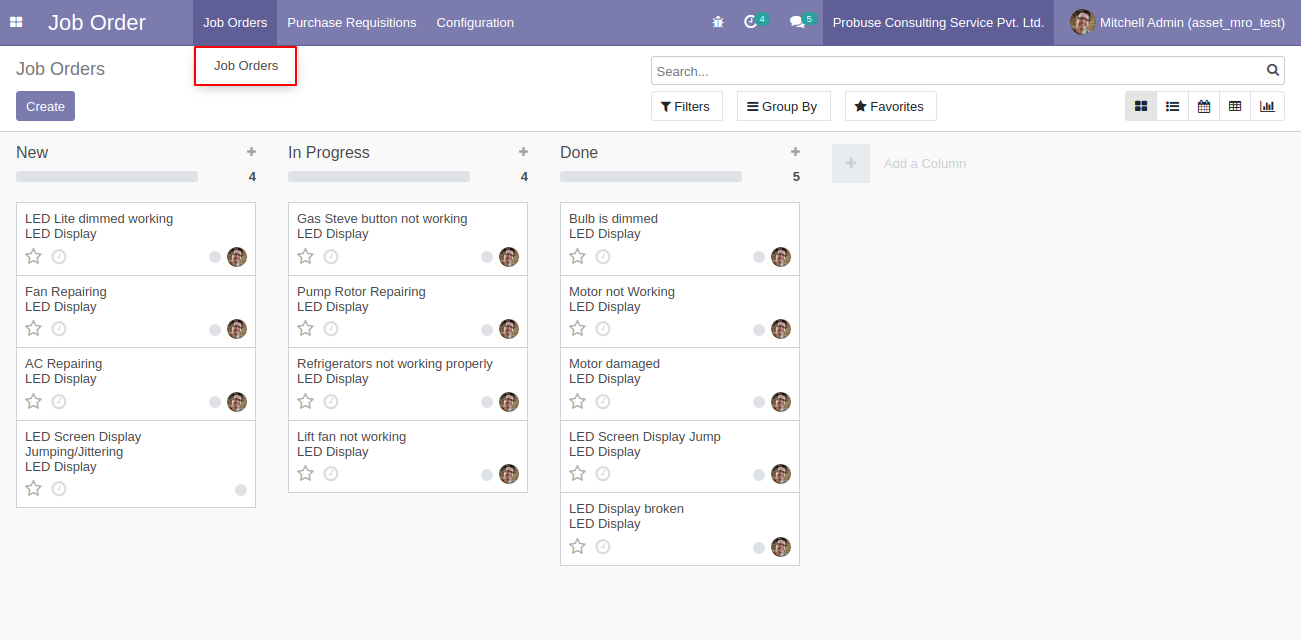 Job Order
Job Orders
Purchase Requisitions
Configuration
4
5
Probuse Consulting Service Pvt. Ltd.
Mitchell Admin (asset_mro_test)
Job Orders
Job Orders
Search...
Create
Filters
Group By
Favorites
New
4
LED Lite dimmed working
LED Display
Fan Repairing
LED Display
AC Repairing
LED Display
LED Screen Display
Jumping/Jittering
LED Display
In Progress
4
Gas Steve button not working
LED Display
Pump Rotor Repairing
LED Display
Refrigerators not working properly
LED Display
Lift fan not working
LED Display
Done
5
Bulb is dimmed
LED Display
Motor not Working
LED Display
Motor damaged
LED Display
LED Screen Display Jump
LED Display
LED Display broken
LED Display
Add a Column